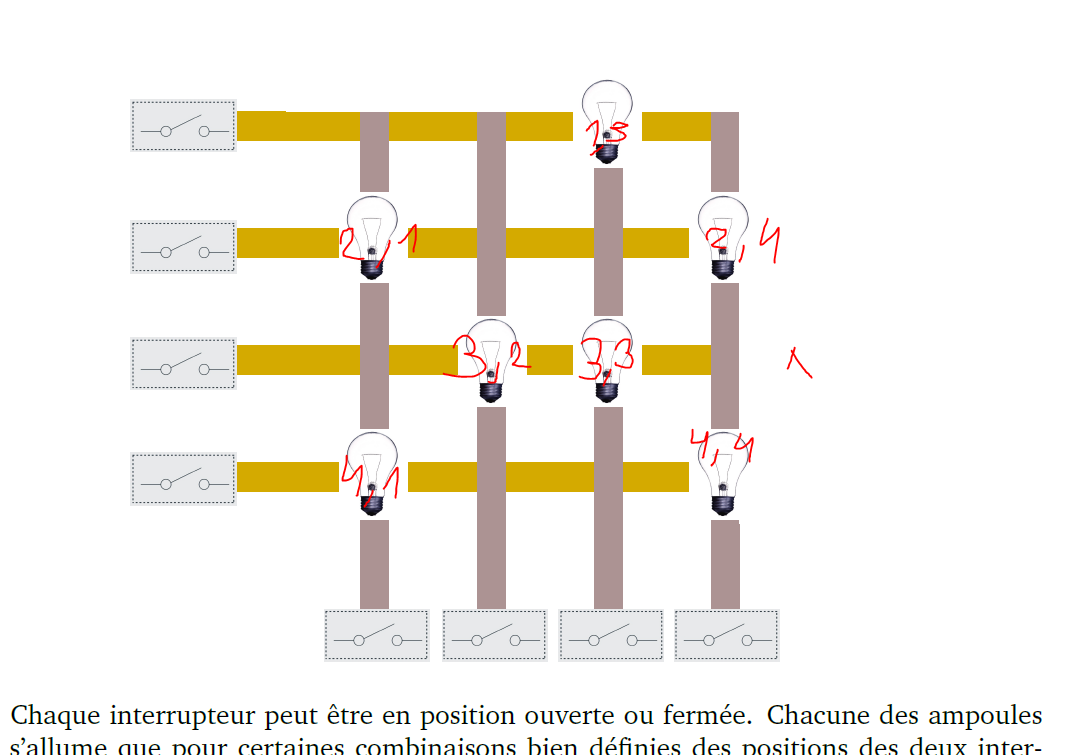 1,3
2,1 2,4
3,2 3,3
4,1 4,4
Chaque interrupteur peut être en position ouverte ou fermée. Chacune des ampoules
s’allume que pour certaines combinaisons bien définies des positions des deux inter-